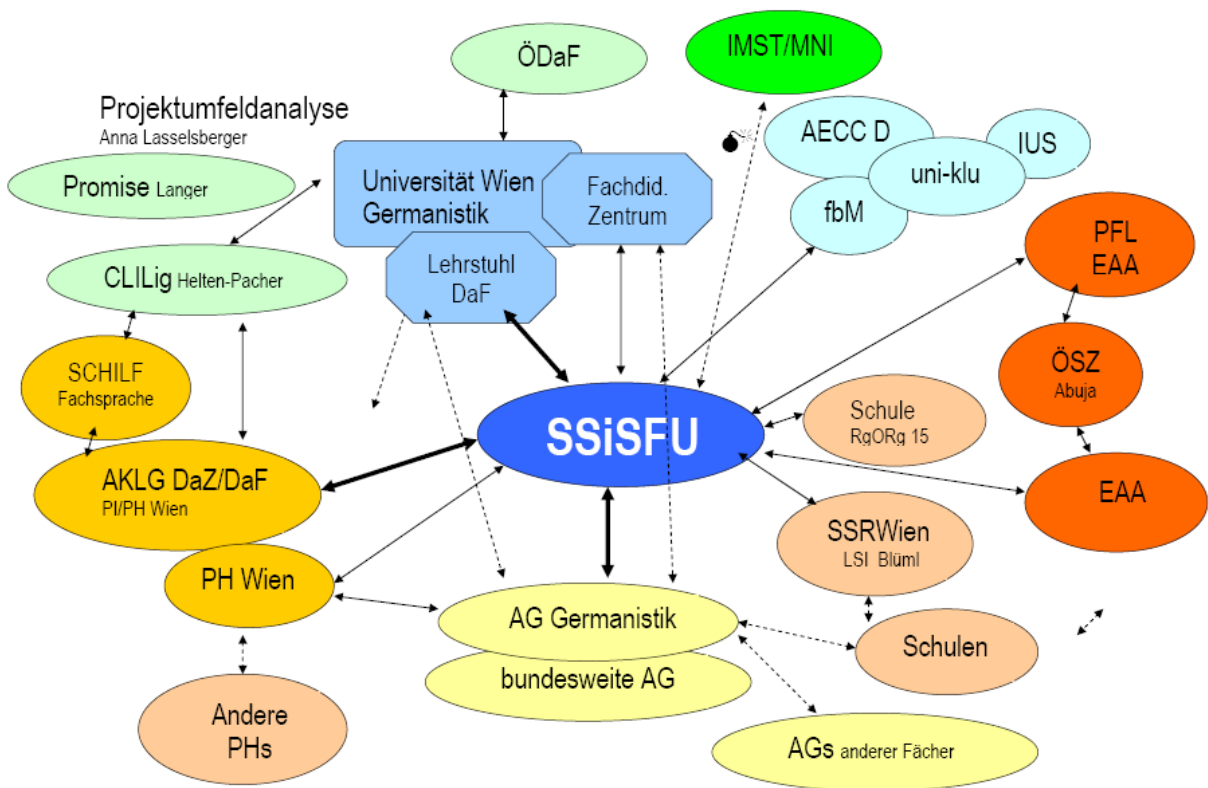 ÖDaF
IMST/MNI
Projektumfeldanalyse
Anna Lasselsberger
AECC D
IUS
uni-klu
fbM
Promise Langer
Universität Wien
Germanistik
Fachdid.
Zentrum
PFL
EAA
CLILig Helten-Pacher
Lehrstuhl
DaF
SCHILF
Fachsprache
ÖSZ
Abuja
SSiSFU
Schule
RgORg 15
AKLG DaZ/DaF
PI/PH Wien
EAA
SSRWien
LSI Blüml
PH Wien
AG Germanistik
Schulen
bundesweite AG
Andere
PHs
AGs anderer Fächer